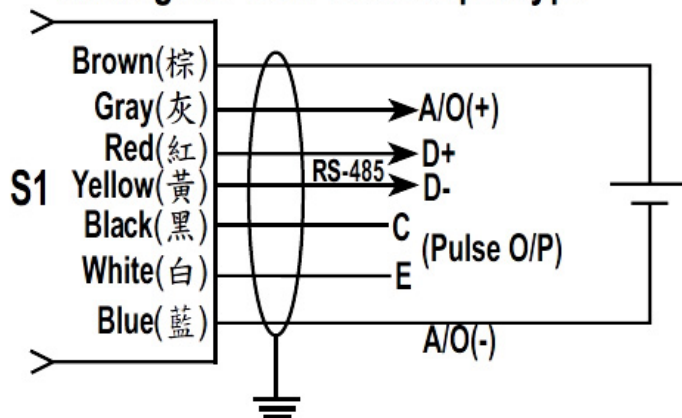 Brown(棕)
Gray(灰) A/O(+)
Red(紅) D+
RS-485
S1 Yellow(黃) D-
Black(黑) C
(Pulse O/P)
White(白) E
Blue(藍)
A/O(-)